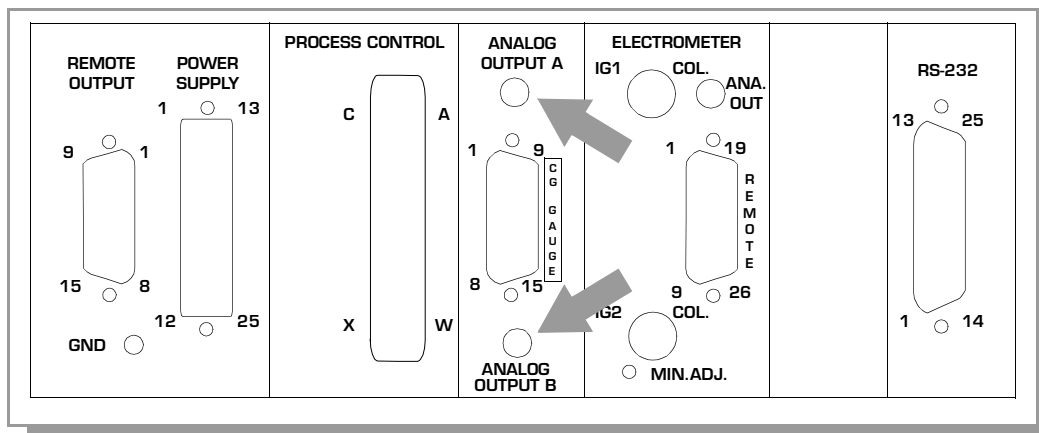 REMOTE
OUTPUT
POWER
SUPPLY
1
13
9
1
15
8
12
25
GND
PROCESS CONTROL
C
A
X
W
ANALOG
OUTPUT A
1
9
CG GAUGE
8
15
ANALOG
OUTPUT B
ELECTROMETER
IG1
COL.
ANA.
OUT
1
19
REMOTE
9
26
IG2
COL.
MIN.ADJ.
RS-232
13
25
1
14